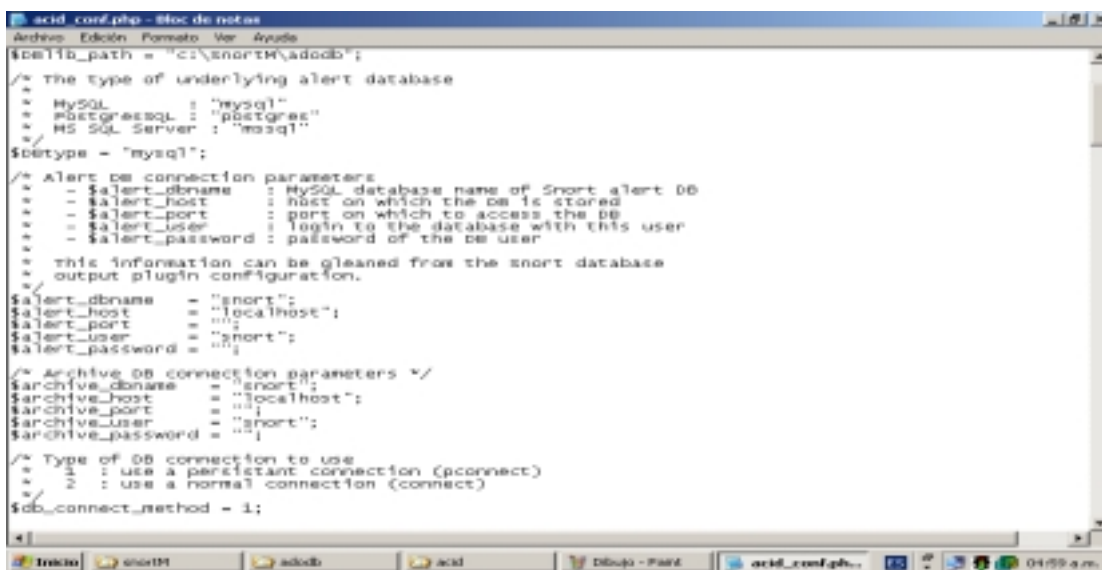 acid_conf.php - Bloc de notas
Archivo Edición Formato Ver Ayuda
$DBlib_path = "c:\snortM\adodb";
/* The type of underlying alert database
 *
 *  MySQL         : "mysql"
 *  PostgresSQL : "postgres"
 *  MS SQL Server : "mssql"
 */
$DBtype = "mysql";
/* Alert DB connection parameters
 *   - $alert_dbname   : MySQL database name of Snort alert DB
 *   - $alert_host     : host on which the DB is stored
 *   - $alert_port     : port on which to access the DB
 *   - $alert_user     : login to the database with this user
 *   - $alert_password : password of the DB user
 *
 *  This information can be gleaned from the Snort database
 *  output plugin configuration.
 */
$alert_dbname   = "snort";
$alert_host     = "localhost";
$alert_port     = "";
$alert_user     = "snort";
$alert_password = "";
/* Archive DB connection parameters */
$archive_dbname   = "snort";
$archive_host     = "localhost";
$archive_port     = "";
$archive_user     = "snort";
$archive_password = "";
/* Type of DB connection to use
 *   1  : use a persistant connection (pconnect)
 *   2  : use a normal connection (connect)
 */
$db_connect_method = 1;
Inicio snortM adodb acid Dibujo - Paint acid_conf.ph... ES 04:59 a.m.